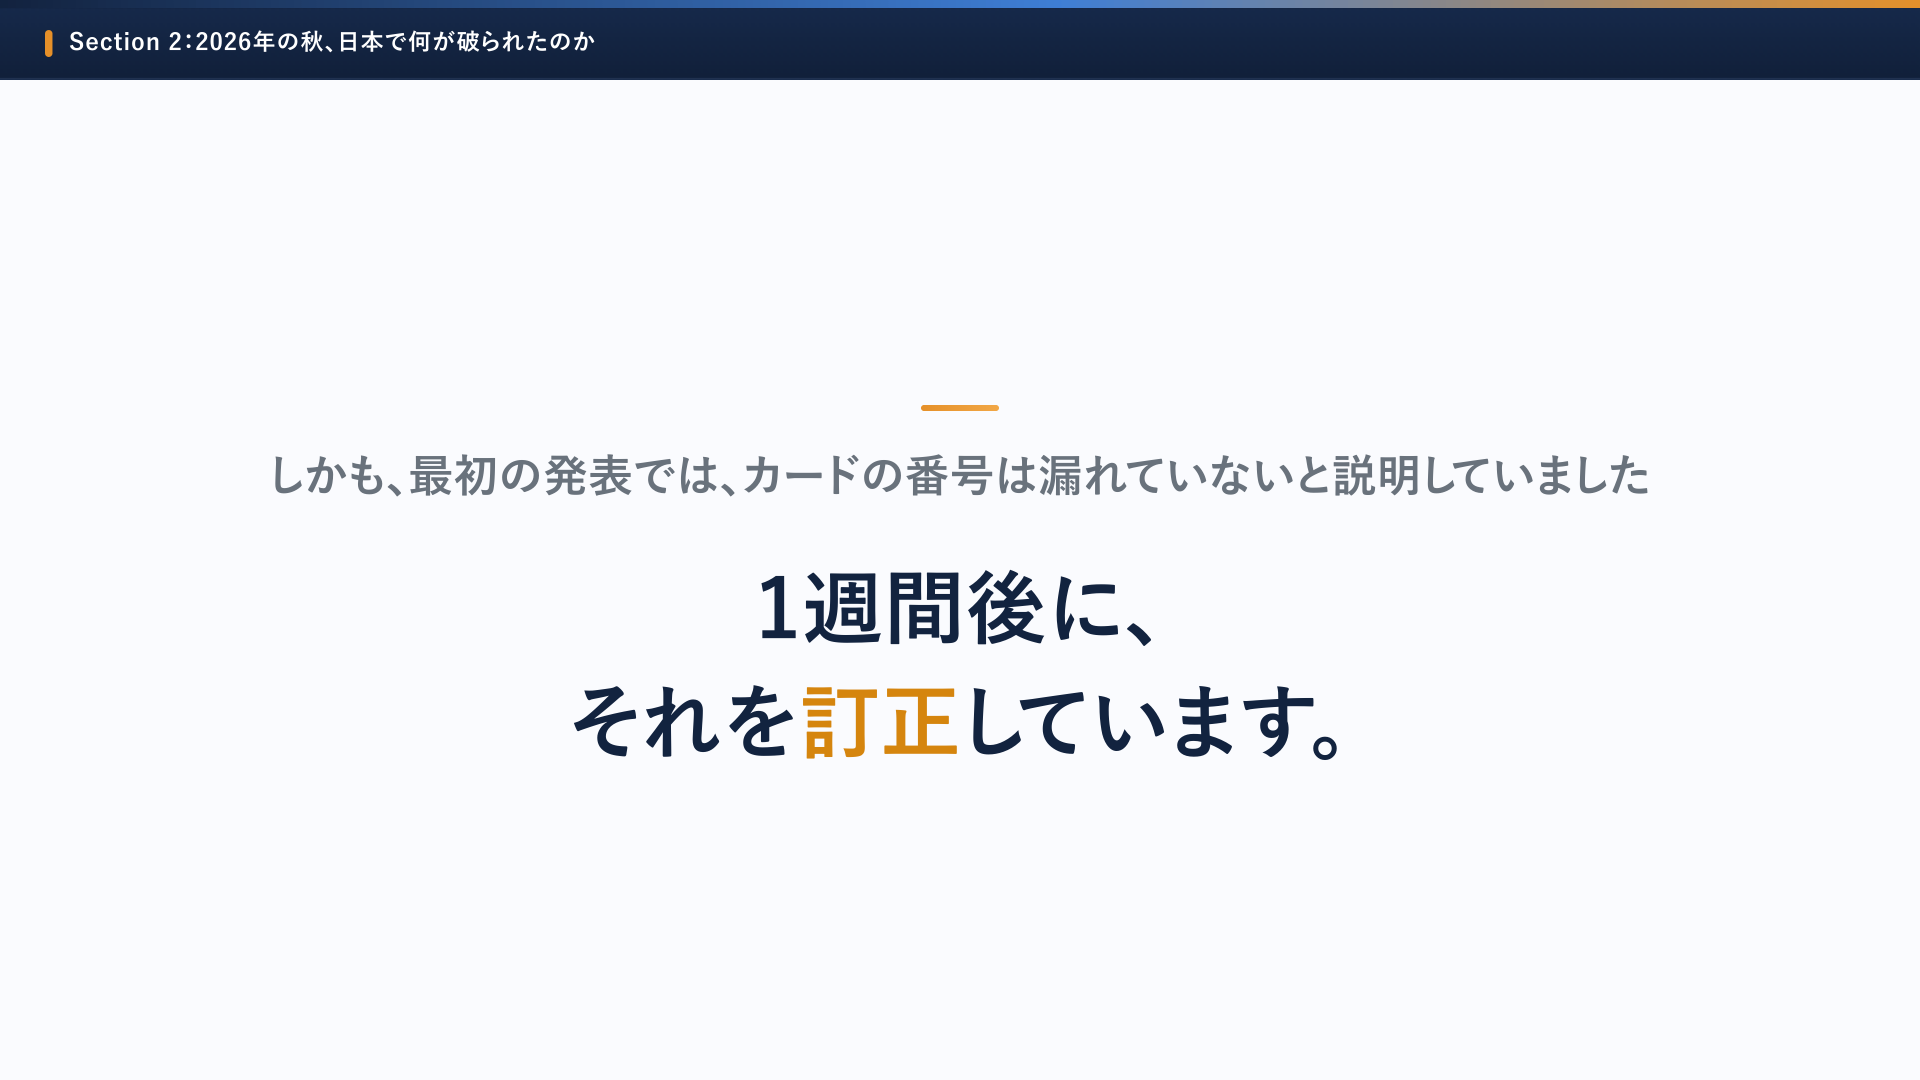 Section 2：2026年の秋、日本で何が破られたのか
しかも、最初の発表では、カードの番号は漏れていないと説明していました
1週間後に、
それを訂正しています。